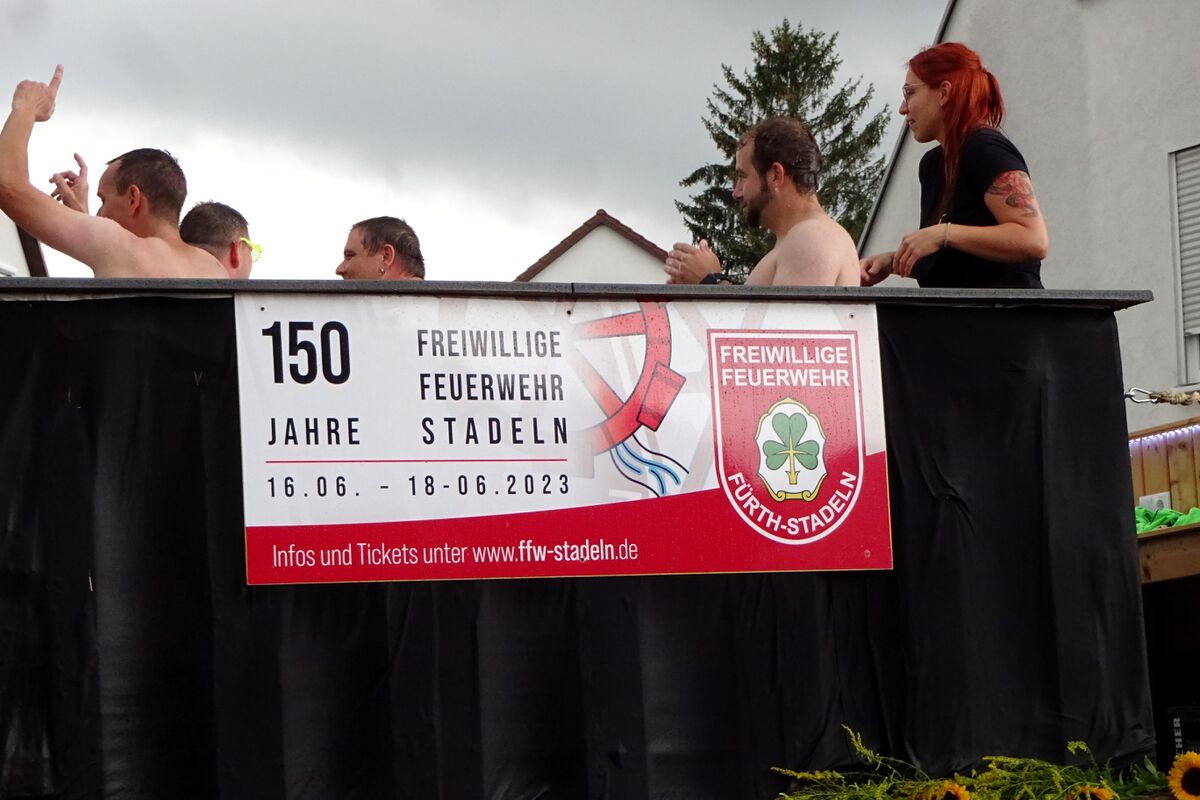 150
JAHRE
FREIWILLIGE
FEUERWEHR
STADELN
16.06. - 18-06.2023
Infos und Tickets unter www.ffw-stadeln.de
FREIWILLIGE
FEUERWEHR
FÜRTH-STADELN